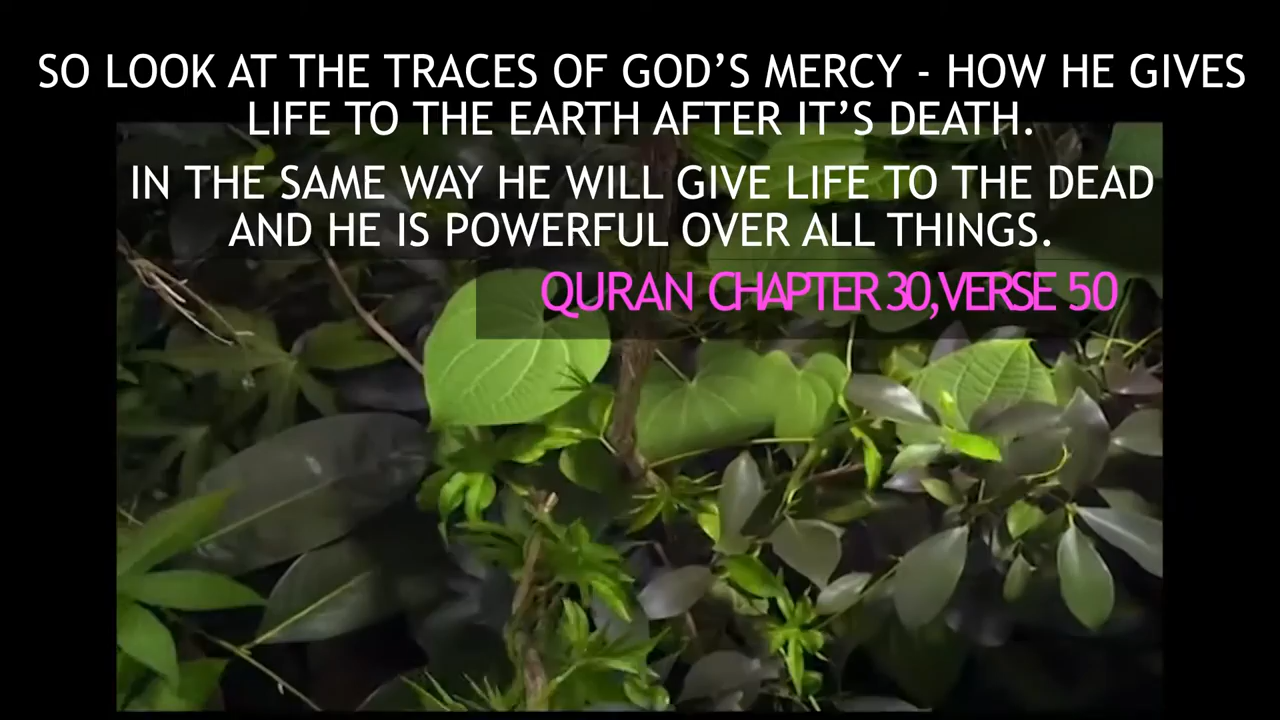 SO LOOK AT THE TRACES OF GOD’S MERCY - HOW HE GIVES
LIFE TO THE EARTH AFTER IT’S DEATH.
IN THE SAME WAY HE WILL GIVE LIFE TO THE DEAD
AND HE IS POWERFUL OVER ALL THINGS.
QURAN CHAPTER 30,VERSE 50